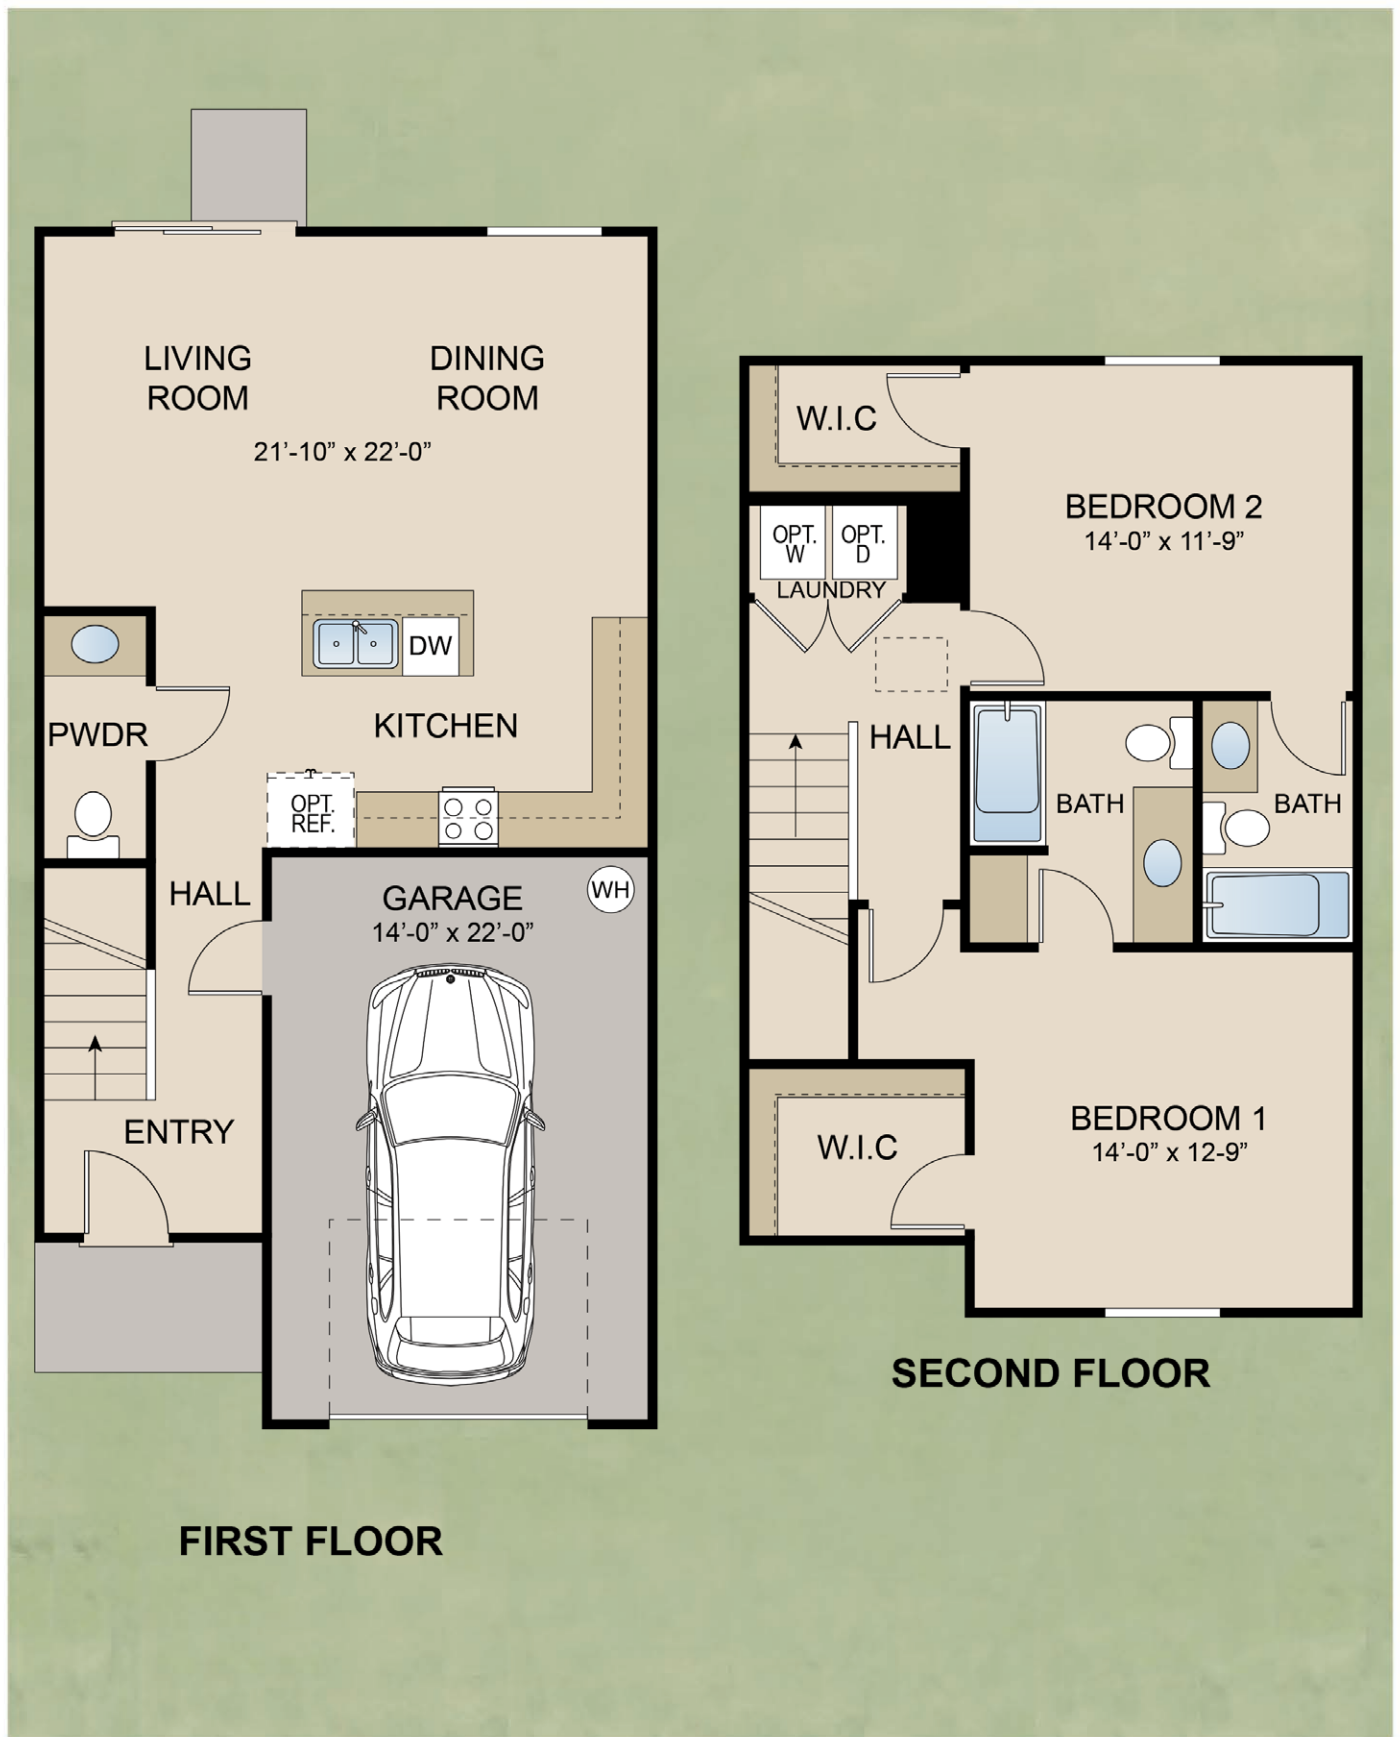 LIVING
ROOM
DINING
ROOM
21’-10” x 22’-0”
DW
PWDR
KITCHEN
OPT.
REF.
HALL
GARAGE
14’-0” x 22’-0”
WH
ENTRY
FIRST FLOOR
W.I.C
BEDROOM 2
14’-0” x 11’-9”
OPT.
W
OPT.
D
LAUNDRY
HALL
BATH
BATH
BEDROOM 1
14’-0” x 12-9”
W.I.C
SECOND FLOOR